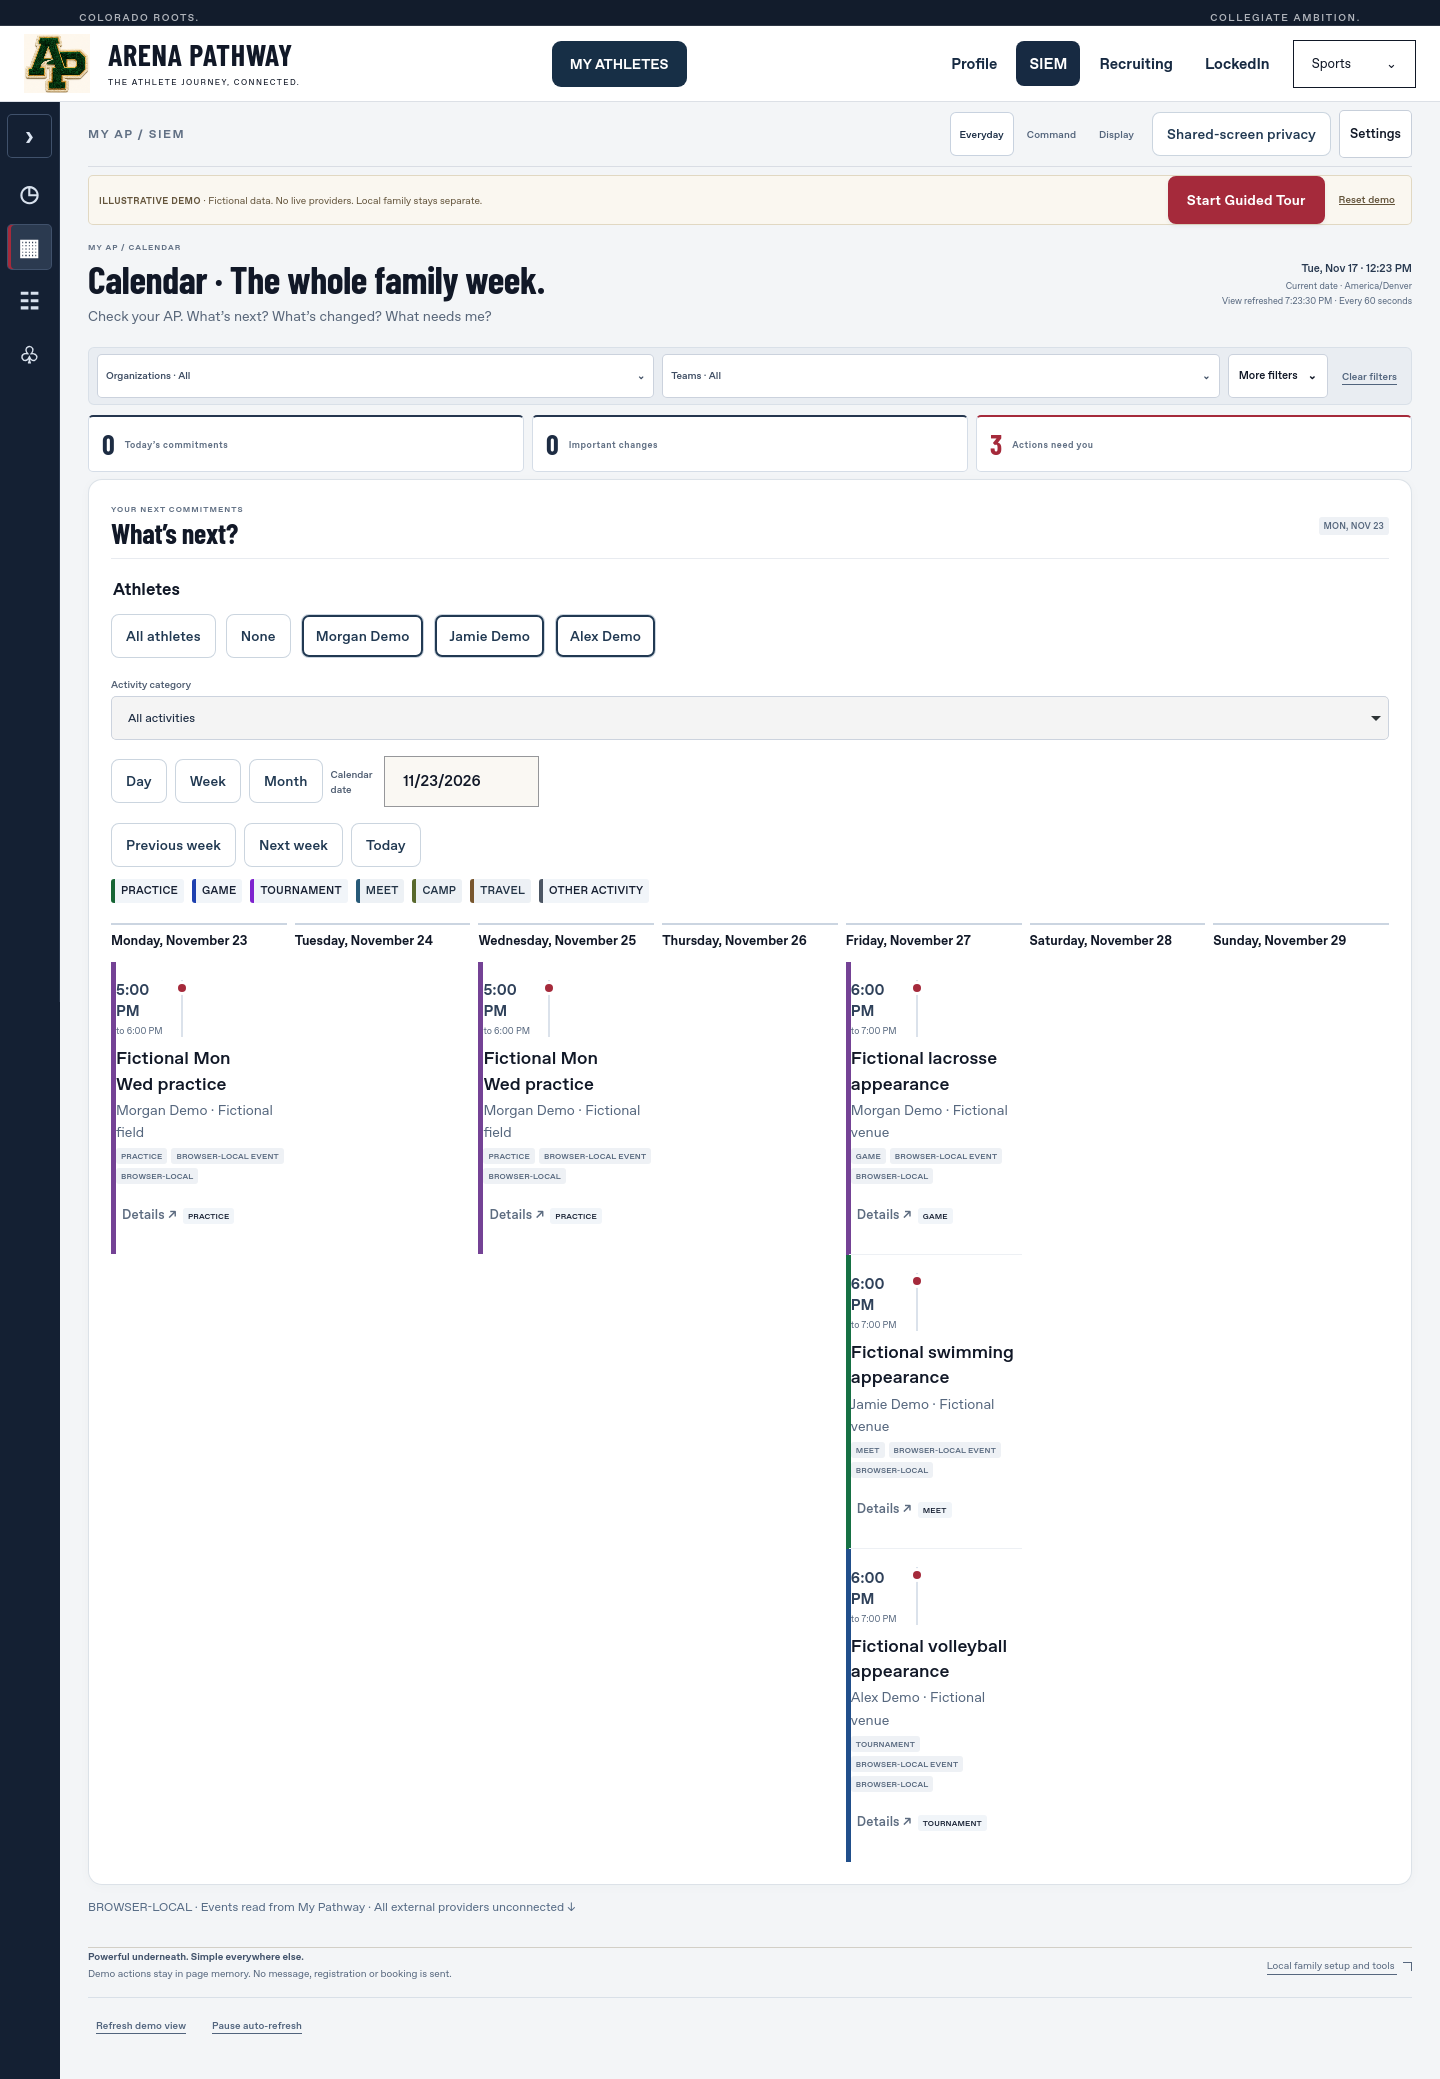 COLORADO ROOTS.
COLLEGIATE AMBITION.
AP
ARENA PATHWAY
THE ATHLETE JOURNEY, CONNECTED.
MY ATHLETES
Profile
SIEM
Recruiting
LockedIn
Sports
MY AP / SIEM
Everyday
Command
Display
Shared-screen privacy
Settings
ILLUSTRATIVE DEMO · Fictional data. No live providers. Local family stays separate.
Start Guided Tour
Reset demo
MY AP / CALENDAR
Calendar · The whole family week.
Check your AP. What’s next? What’s changed? What needs me?
Tue, Nov 17 · 12:23 PM
Current date · America/Denver
View refreshed 7:23:30 PM · Every 60 seconds
Organizations · All
Teams · All
More filters
Clear filters
0 Today’s commitments
0 Important changes
3 Actions need you
YOUR NEXT COMMITMENTS
What’s next?
MON, NOV 23
Athletes
All athletes
None
Morgan Demo
Jamie Demo
Alex Demo
Activity category
All activities
Day
Week
Month
Calendar
date
11/23/2026
Previous week
Next week
Today
PRACTICE
GAME
TOURNAMENT
MEET
CAMP
TRAVEL
OTHER ACTIVITY
Monday, November 23
Tuesday, November 24
Wednesday, November 25
Thursday, November 26
Friday, November 27
Saturday, November 28
Sunday, November 29
5:00
PM
to 6:00 PM
Fictional Mon
Wed practice
Morgan Demo · Fictional
field
PRACTICE BROWSER-LOCAL EVENT
BROWSER-LOCAL
Details ↗ PRACTICE
5:00
PM
to 6:00 PM
Fictional Mon
Wed practice
Morgan Demo · Fictional
field
PRACTICE BROWSER-LOCAL EVENT
BROWSER-LOCAL
Details ↗ PRACTICE
6:00
PM
to 7:00 PM
Fictional lacrosse
appearance
Morgan Demo · Fictional
venue
GAME BROWSER-LOCAL EVENT
BROWSER-LOCAL
Details ↗ GAME
6:00
PM
to 7:00 PM
Fictional swimming
appearance
Jamie Demo · Fictional
venue
MEET BROWSER-LOCAL EVENT
BROWSER-LOCAL
Details ↗ MEET
6:00
PM
to 7:00 PM
Fictional volleyball
appearance
Alex Demo · Fictional
venue
TOURNAMENT
BROWSER-LOCAL EVENT
BROWSER-LOCAL
Details ↗ TOURNAMENT
BROWSER-LOCAL · Events read from My Pathway · All external providers unconnected ↓
Powerful underneath. Simple everywhere else.
Demo actions stay in page memory. No message, registration or booking is sent.
Local family setup and tools
Refresh demo view
Pause auto-refresh